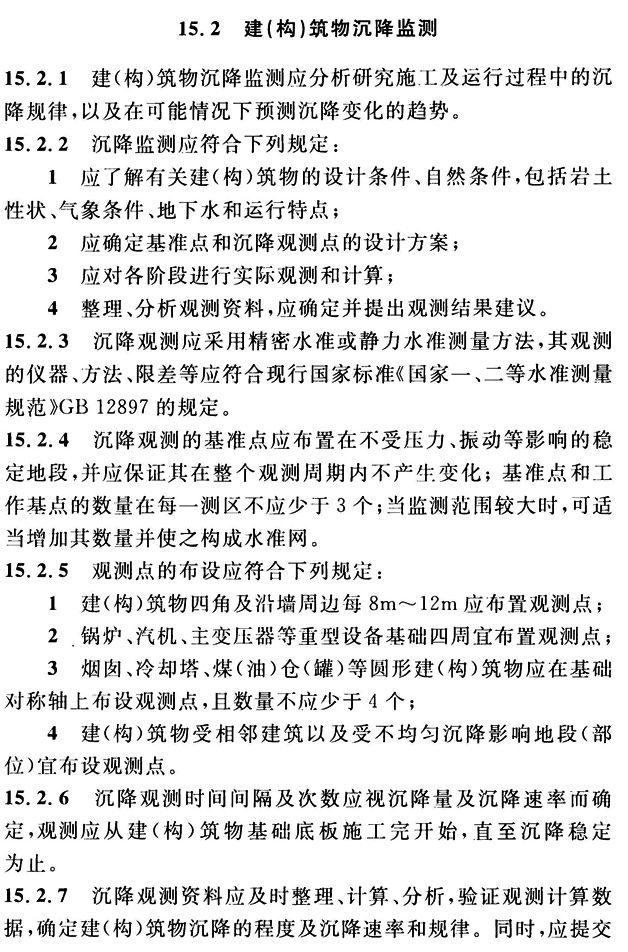 15.2 建(构)筑物沉降监测
15.2.1 建(构)筑物沉降监测应分析研究施工及运行过程中的沉
降规律,以及在可能情况下预测沉降变化的趋势。
15.2.2 沉降监测应符合下列规定:
1 应了解有关建(构)筑物的设计条件、自然条件,包括岩土
性状、气象条件、地下水和运行特点;
2 应确定基准点和沉降观测点的设计方案;
3 应对各阶段进行实际观测和计算;
4 整理、分析观测资料,应确定并提出观测结果建议。
15.2.3 沉降观测应采用精密水准或静力水准测量方法,其观测
的仪器、方法、限差等应符合现行国家标准《国家一、二等水准测量
规范》GB 12897 的规定。
15.2.4 沉降观测的基准点应布置在不受压力、振动等影响的稳
定地段,并应保证其在整个观测周期内不产生变化; 基准点和工
作基点的数量在每一测区不应少于 3 个;当监测范围较大时,可适
当增加其数量并使之构成水准网。
15.2.5 观测点的布设应符合下列规定:
1 建(构)筑物四角及沿墙周边每 8m～12m 应布置观测点;
2 锅炉、汽机、主变压器等重型设备基础四周宜布置观测点;
3 烟囱、冷却塔、煤(油)仓(罐)等圆形建(构)筑物应在基础
对称轴上布设观测点,且数量不应少于 4 个;
4 建(构)筑物受相邻建筑以及受不均匀沉降影响地段(部
位)宜布设观测点。
15.2.6 沉降观测时间间隔及次数应视沉降量及沉降速率而确
定,观测应从建(构)筑物基础底板施工完开始,直至沉降稳定
为止。
15.2.7 沉降观测资料应及时整理、计算、分析,验证观测计算数
据,确定建(构)筑物沉降的程度及沉降速率和规律。同时,应提交